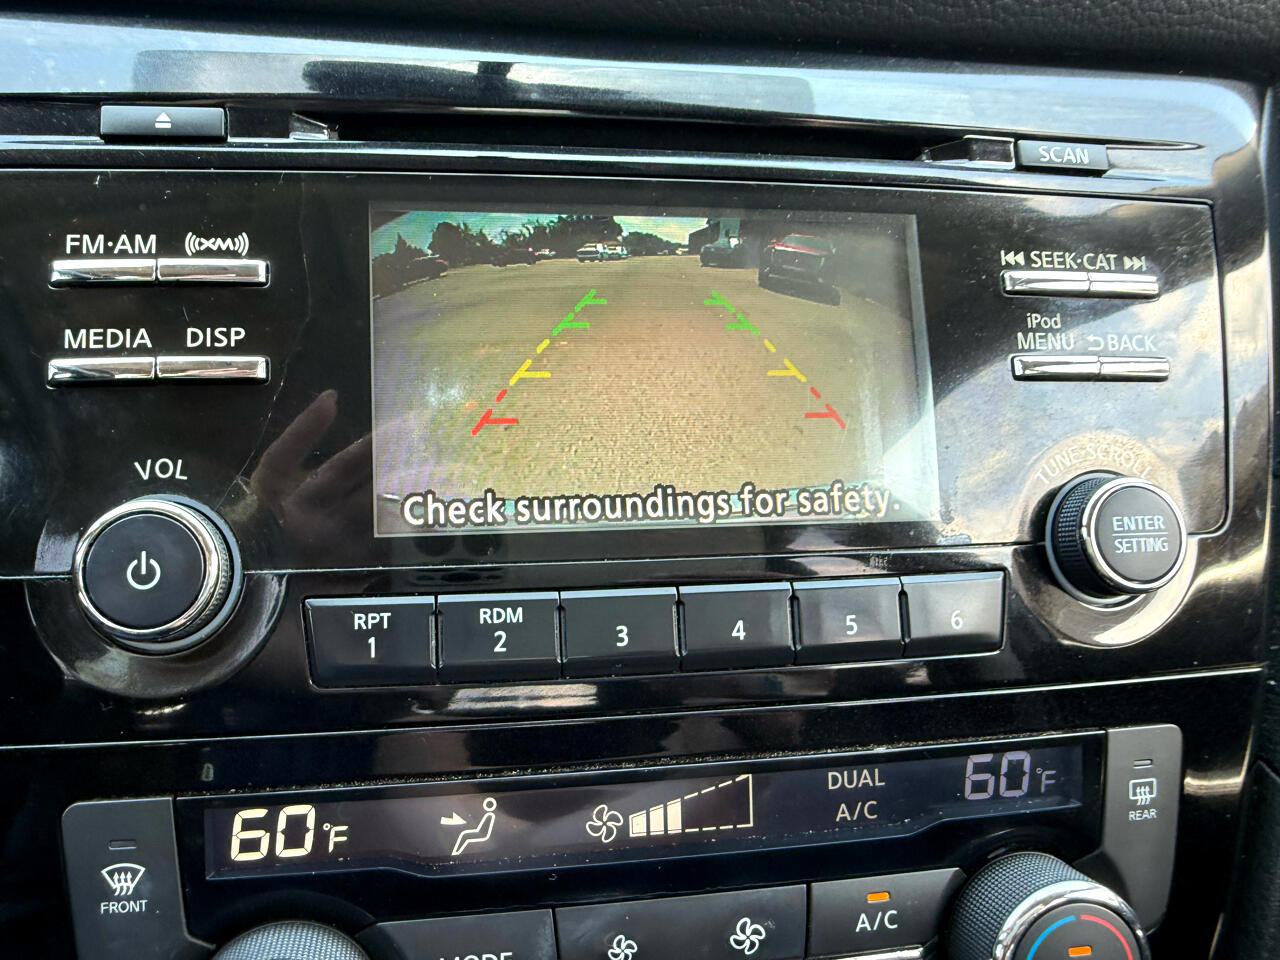 SCAN
FM·AM
(((XM)))
SEEK·CAT
MEDIA
DISP
iPod
MENU
BACK
VOL
TUNE·SCROLL
Check surroundings for safety.
ENTER
SETTING
RPT
1
RDM
2
3
4
5
6
60°F
DUAL
A/C
60°F
REAR
FRONT
A/C
MODE